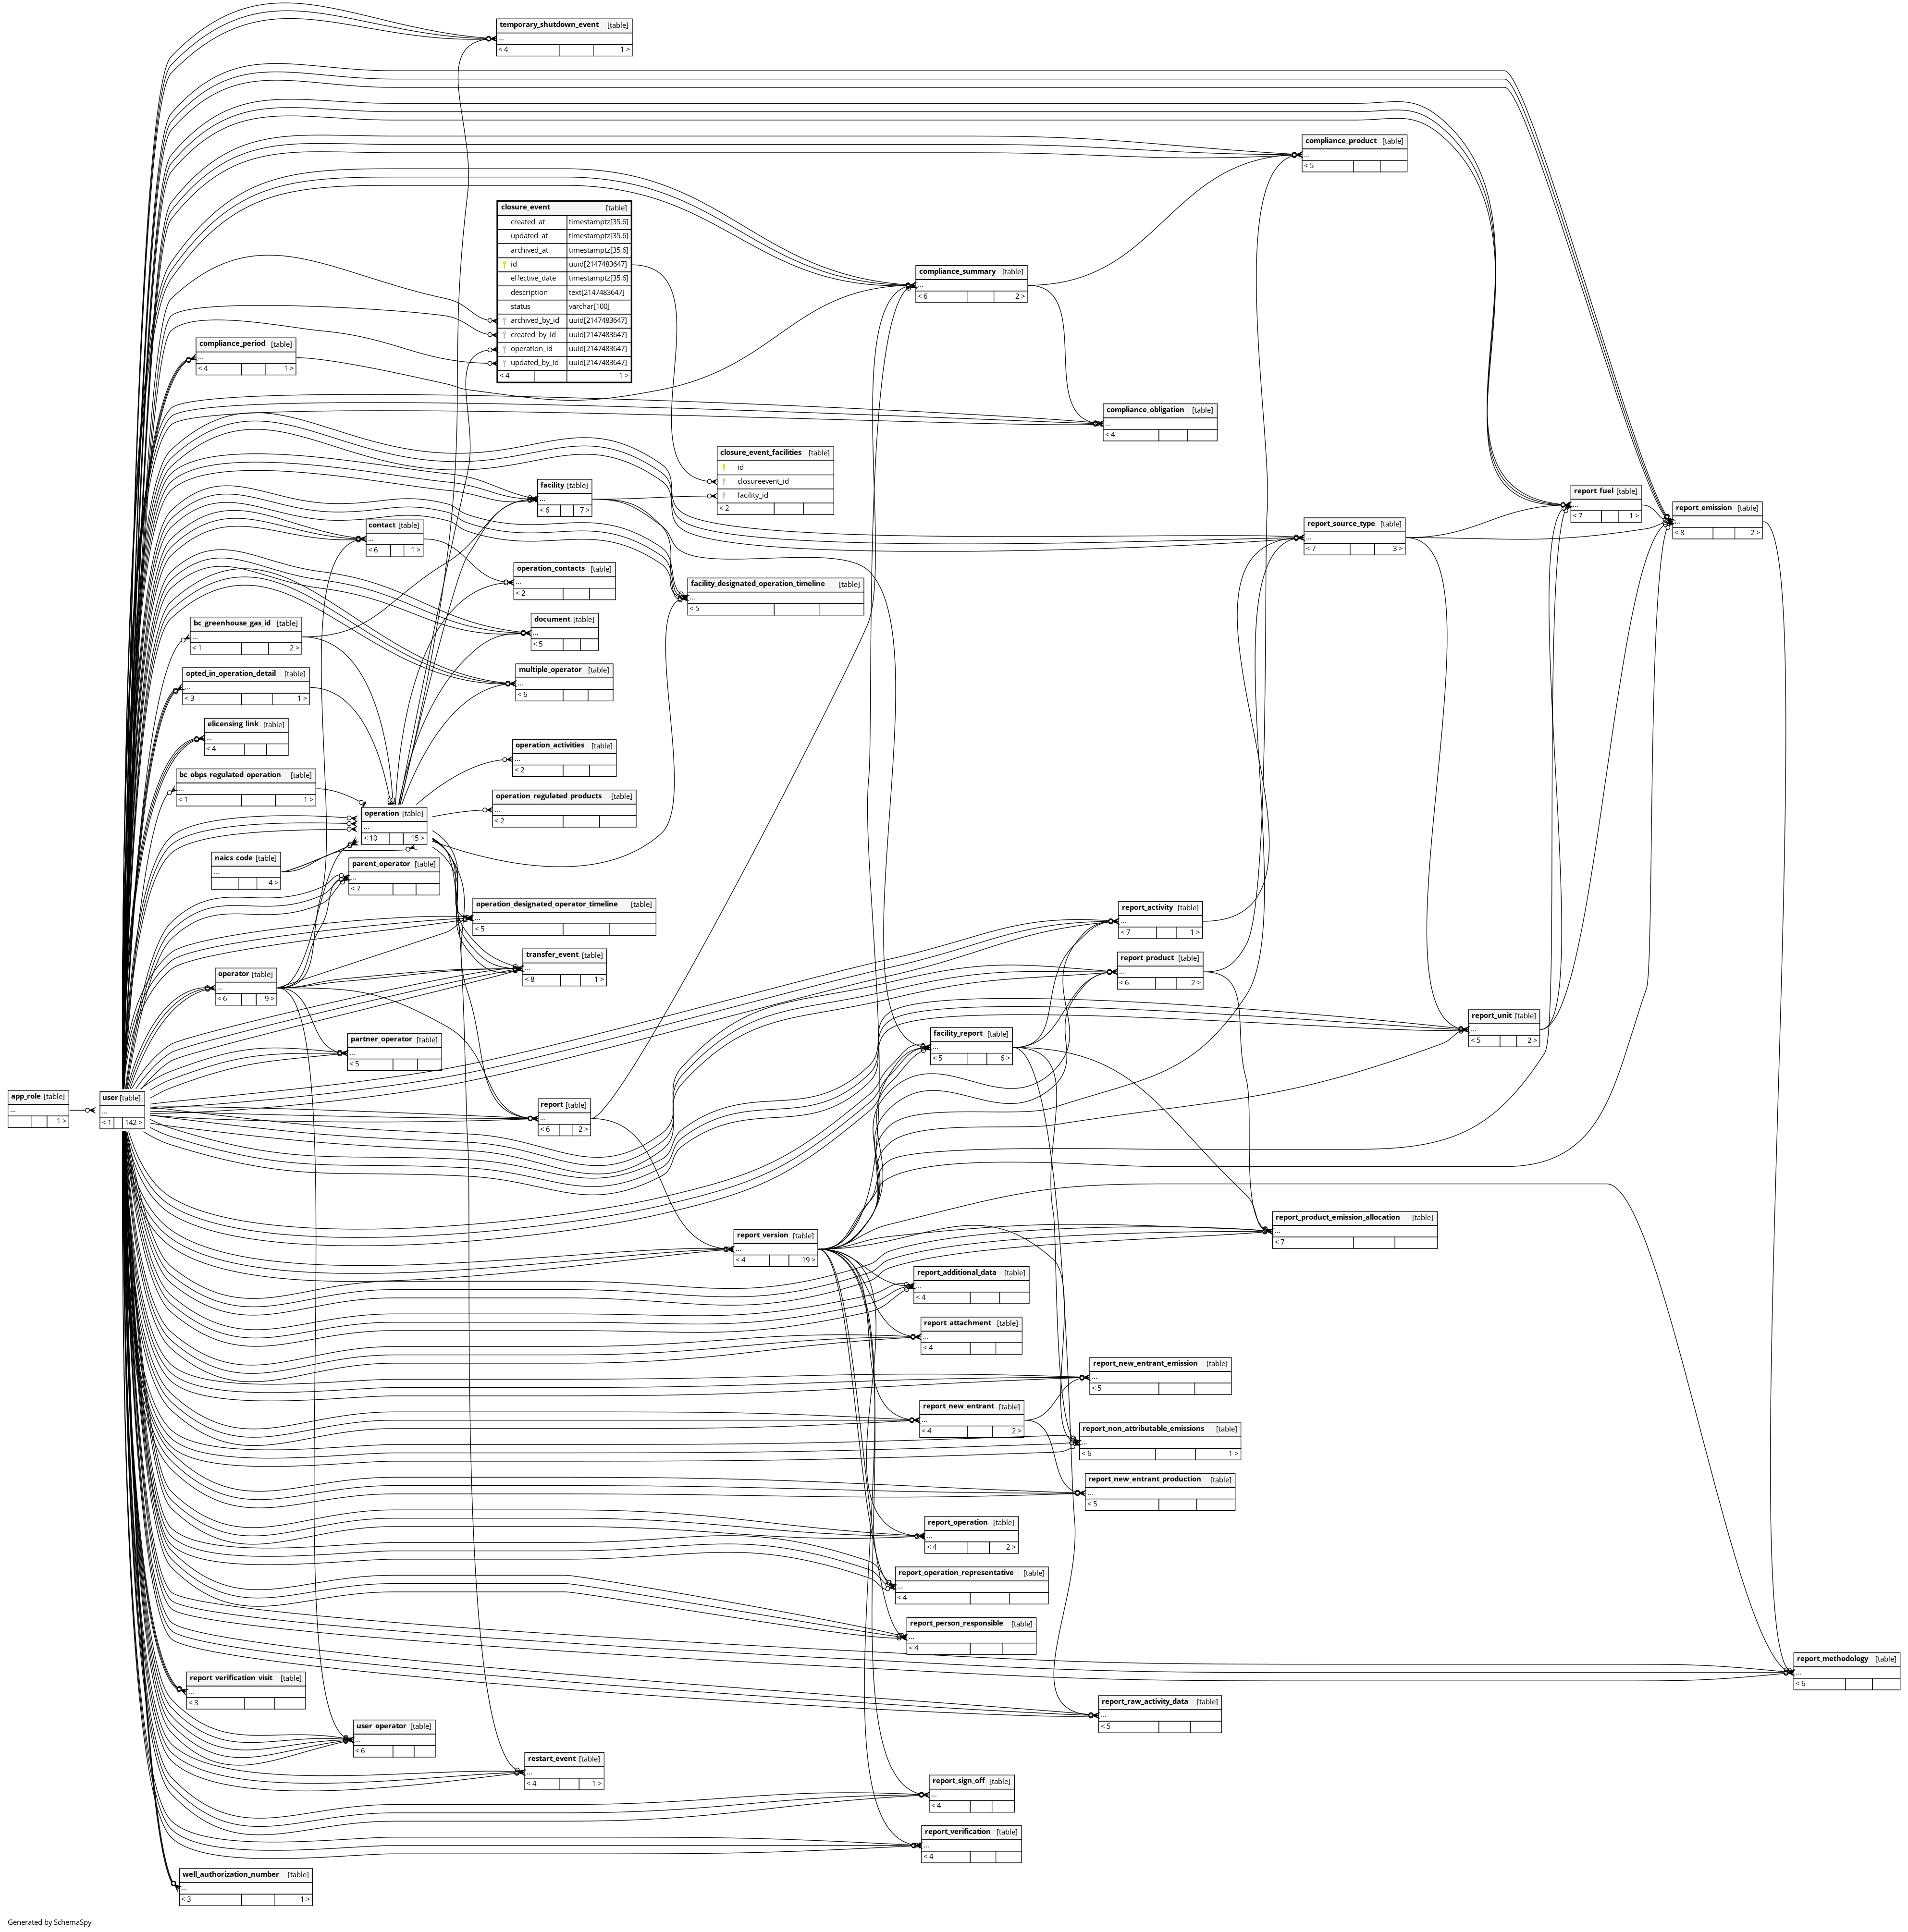 temporary_shutdown_event [table]
...
< 4 1 >
compliance_product [table]
...
< 5
closure_event [table]
created_at timestamptz[35,6]
updated_at timestamptz[35,6]
archived_at timestamptz[35,6]
id uuid[2147483647]
effective_date timestamptz[35,6]
description text[2147483647]
status varchar[100]
archived_by_id uuid[2147483647]
created_by_id uuid[2147483647]
operation_id uuid[2147483647]
updated_by_id uuid[2147483647]
< 4 1 >
compliance_summary [table]
...
< 6 2 >
compliance_period [table]
...
< 4 1 >
compliance_obligation [table]
...
< 4
closure_event_facilities [table]
id
closureevent_id
facility_id
< 2
facility [table]
...
< 6 7 >
report_fuel [table]
...
< 7 1 >
report_emission [table]
...
< 8 2 >
contact [table]
...
< 6 1 >
report_source_type [table]
...
< 7 3 >
operation_contacts [table]
...
< 2
facility_designated_operation_timeline [table]
...
< 5
document [table]
...
< 5
bc_greenhouse_gas_id [table]
...
< 1 2 >
multiple_operator [table]
...
< 6
opted_in_operation_detail [table]
...
< 3 1 >
elicensing_link [table]
...
< 4
operation_activities [table]
...
< 2
bc_obps_regulated_operation [table]
...
< 1 1 >
operation_regulated_products [table]
...
< 2
operation [table]
...
< 10 15 >
naics_code [table]
...
4 >
parent_operator [table]
...
< 7
operation_designated_operator_timeline [table]
...
< 5
report_activity [table]
...
< 7 1 >
transfer_event [table]
...
< 8 1 >
report_product [table]
...
< 6 2 >
operator [table]
...
< 6 9 >
report_unit [table]
...
< 5 2 >
facility_report [table]
...
< 5 6 >
partner_operator [table]
...
< 5
app_role [table]
...
1 >
user [table]
...
< 1 142 >
report [table]
...
< 6 2 >
report_product_emission_allocation [table]
...
< 7
report_version [table]
...
< 4 19 >
report_additional_data [table]
...
< 4
report_attachment [table]
...
< 4
report_new_entrant_emission [table]
...
< 5
report_new_entrant [table]
...
< 4 2 >
report_non_attributable_emissions [table]
...
< 6 1 >
report_new_entrant_production [table]
...
< 5
report_operation [table]
...
< 4 2 >
report_operation_representative [table]
...
< 4
report_person_responsible [table]
...
< 4
report_methodology [table]
...
< 6
report_verification_visit [table]
...
< 3
report_raw_activity_data [table]
...
< 5
user_operator [table]
...
< 6
restart_event [table]
...
< 4 1 >
report_sign_off [table]
...
< 4
report_verification [table]
...
< 4
well_authorization_number [table]
...
< 3 1 >
Generated by SchemaSpy